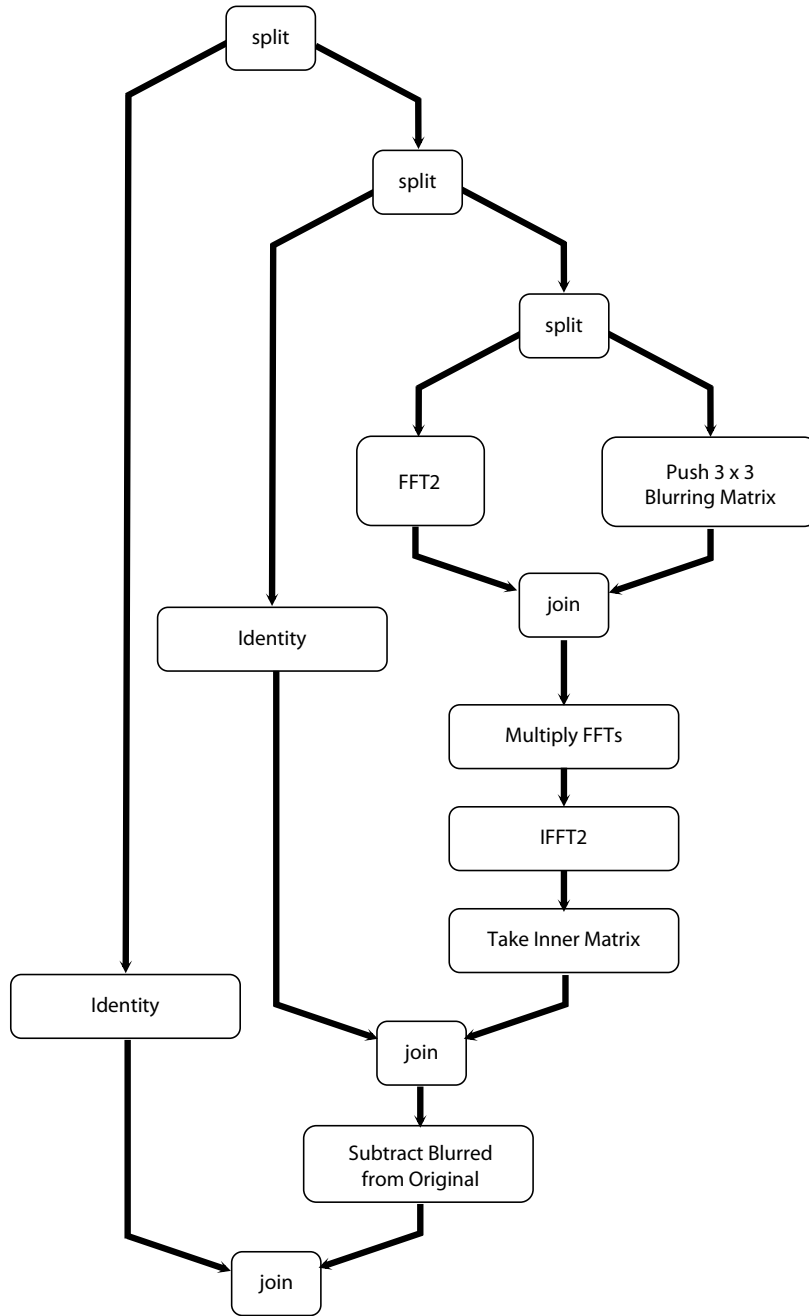 split
split
split
FFT2
Push 3 x 3
Blurring Matrix
join
Identity
Multiply FFTs
IFFT2
Take Inner Matrix
Identity
join
Subtract Blurred
from Original
join